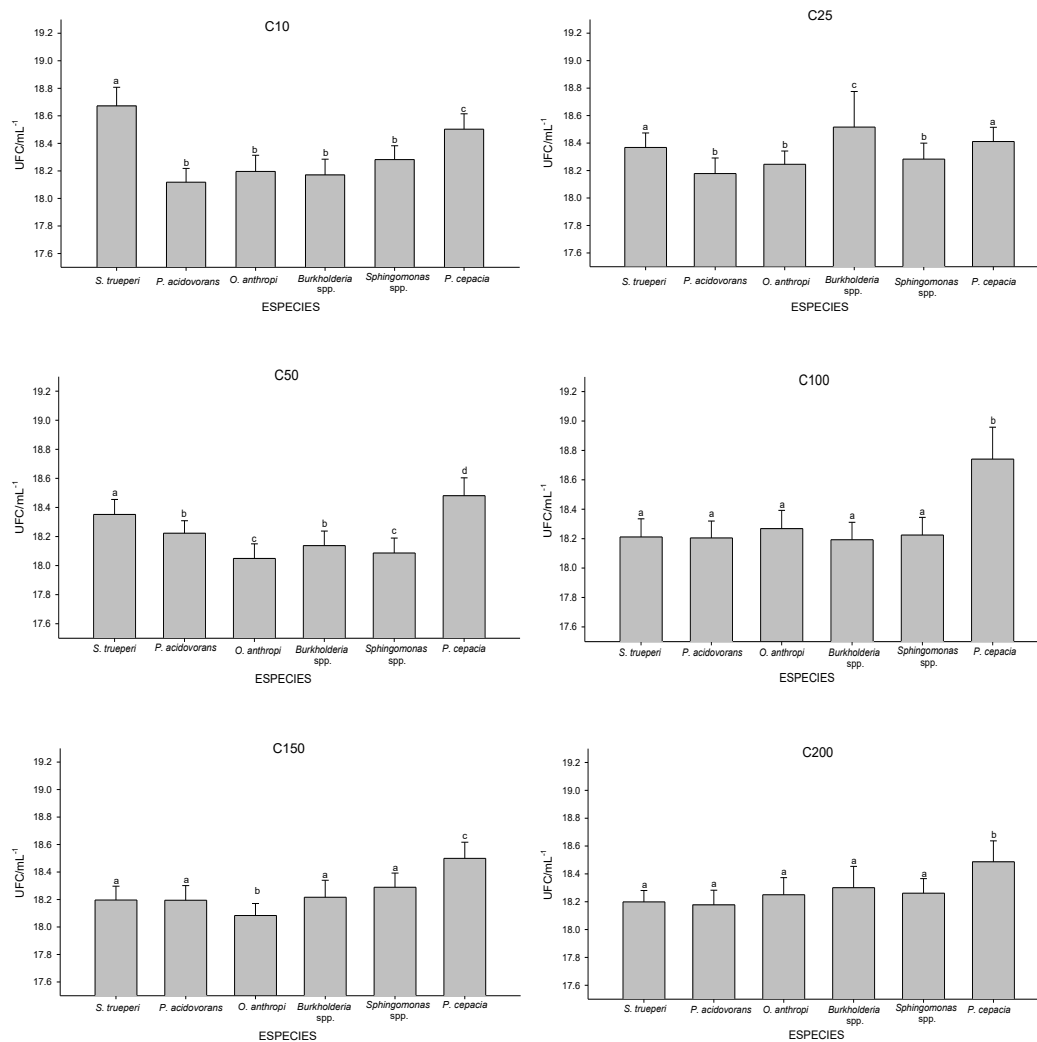 C10
19.2
19.0
18.8
18.6
18.4
18.2
18.0
17.8
17.6
UFC/mL⁻¹
a
b
b
b
b
c
S. trueperi
P. acidovorans
O. anthropi
Burkholderia
spp.
Sphingomonas
spp.
P. cepacia
ESPECIES
C25
19.2
19.0
18.8
18.6
18.4
18.2
18.0
17.8
17.6
UFC/mL⁻¹
a
b
b
c
b
a
S. trueperi
P. acidovorans
O. anthropi
Burkholderia
spp.
Sphingomonas
spp.
P. cepacia
ESPECIES
C50
19.2
19.0
18.8
18.6
18.4
18.2
18.0
17.8
17.6
UFC/mL⁻¹
a
b
c
b
c
d
S. trueperi
P. acidovorans
O. anthropi
Burkholderia
spp.
Sphingomonas
spp.
P. cepacia
ESPECIES
C100
19.2
19.0
18.8
18.6
18.4
18.2
18.0
17.8
17.6
UFC/mL⁻¹
a
a
a
a
a
b
S. trueperi
P. acidovorans
O. anthropi
Burkholderia
spp.
Sphingomonas
spp.
P. cepacia
ESPECIES
C150
19.2
19.0
18.8
18.6
18.4
18.2
18.0
17.8
17.6
UFC/mL⁻¹
a
a
b
a
a
c
S. trueperi
P. acidovorans
O. anthropi
Burkholderia
spp.
Sphingomonas
spp.
P. cepacia
ESPECIES
C200
19.2
19.0
18.8
18.6
18.4
18.2
18.0
17.8
17.6
UFC/mL⁻¹
a
a
a
a
a
b
S. trueperi
P. acidovorans
O. anthropi
Burkholderia
spp.
Sphingomonas
spp.
P. cepacia
ESPECIES